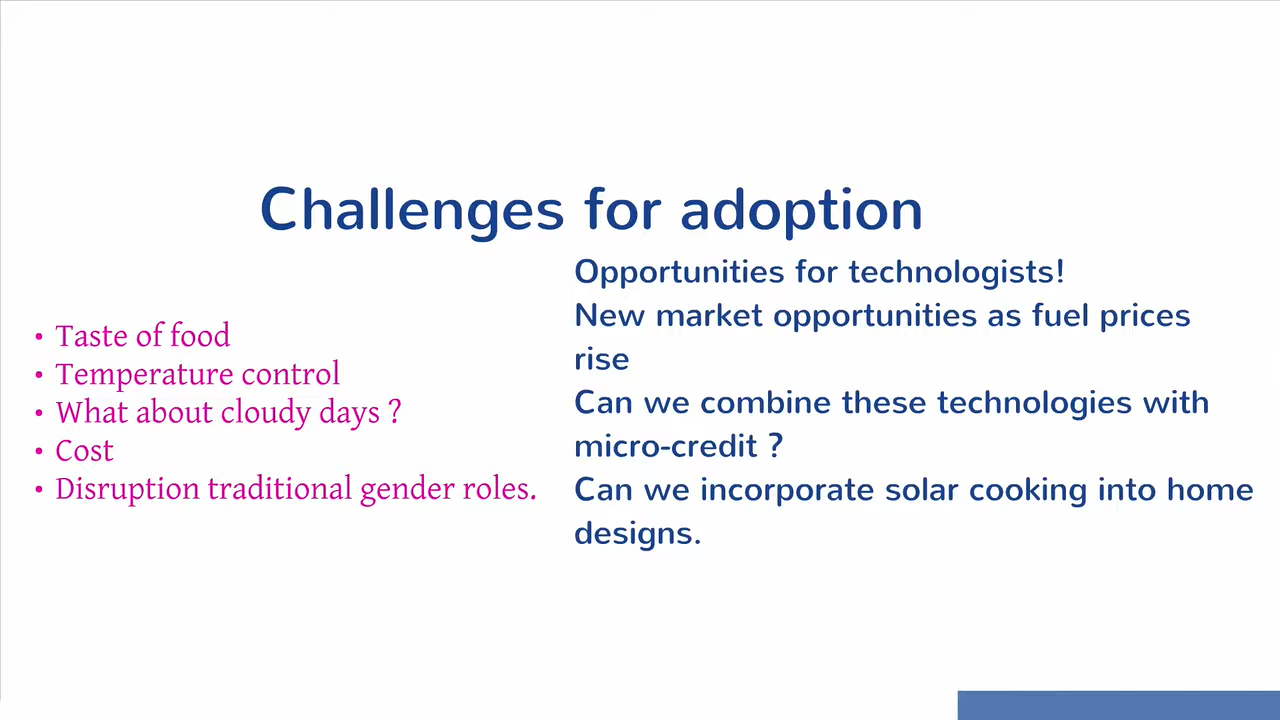 Challenges for adoption
• Taste of food
• Temperature control
• What about cloudy days ?
• Cost
• Disruption traditional gender roles.
Opportunities for technologists!
New market opportunities as fuel prices
rise
Can we combine these technologies with
micro-credit ?
Can we incorporate solar cooking into home
designs.